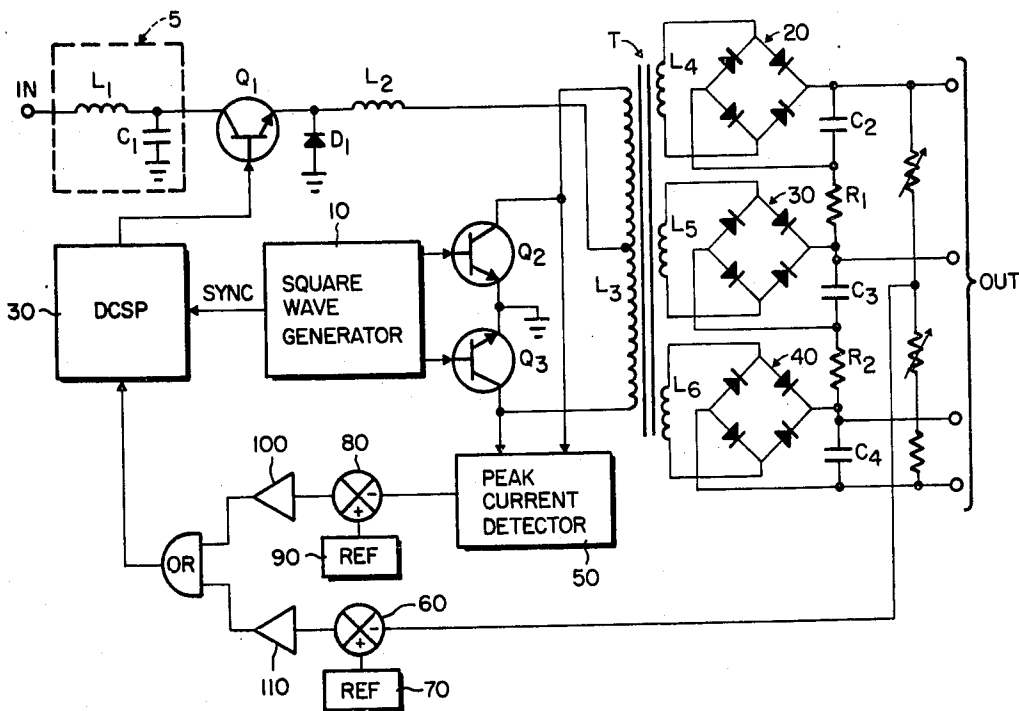 5
IN
L1
C1
Q1
D1
L2
T
L3
L4
20
C2
R1
L5
30
C3
R2
L6
40
C4
OUT
30
DCSP
SYNC
10
SQUARE
WAVE
GENERATOR
Q2
Q3
PEAK
CURRENT
DETECTOR
50
100
80
-
+
90
REF
OR
110
60
-
+
REF
70